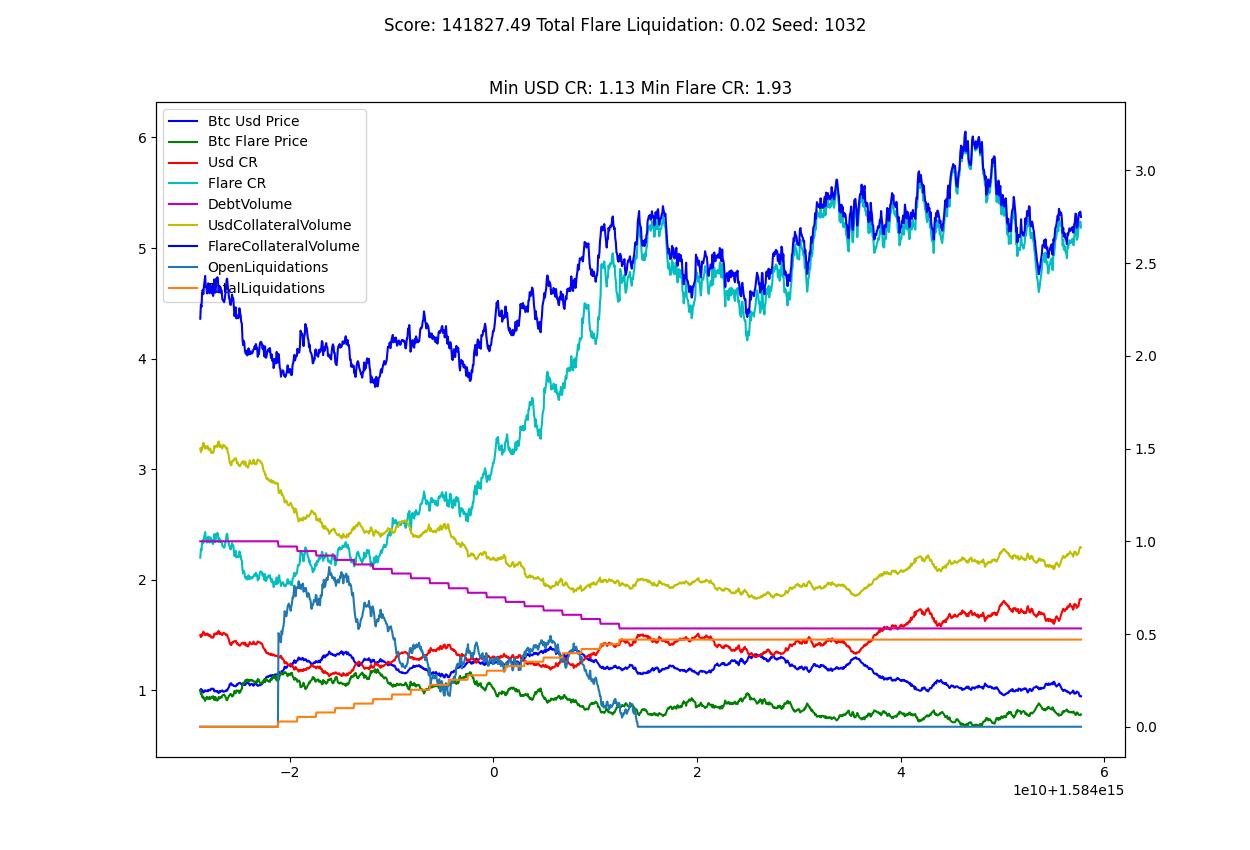 Score: 141827.49 Total Flare Liquidation: 0.02 Seed: 1032
Min USD CR: 1.13 Min Flare CR: 1.93
Btc Usd Price
Btc Flare Price
Usd CR
Flare CR
DebtVolume
UsdCollateralVolume
FlareCollateralVolume
OpenLiquidations
TotalLiquidations
6
5
4
3
2
1
3.0
2.5
2.0
1.5
1.0
0.5
0.0
−2
0
2
4
6
1e10+1.584e15